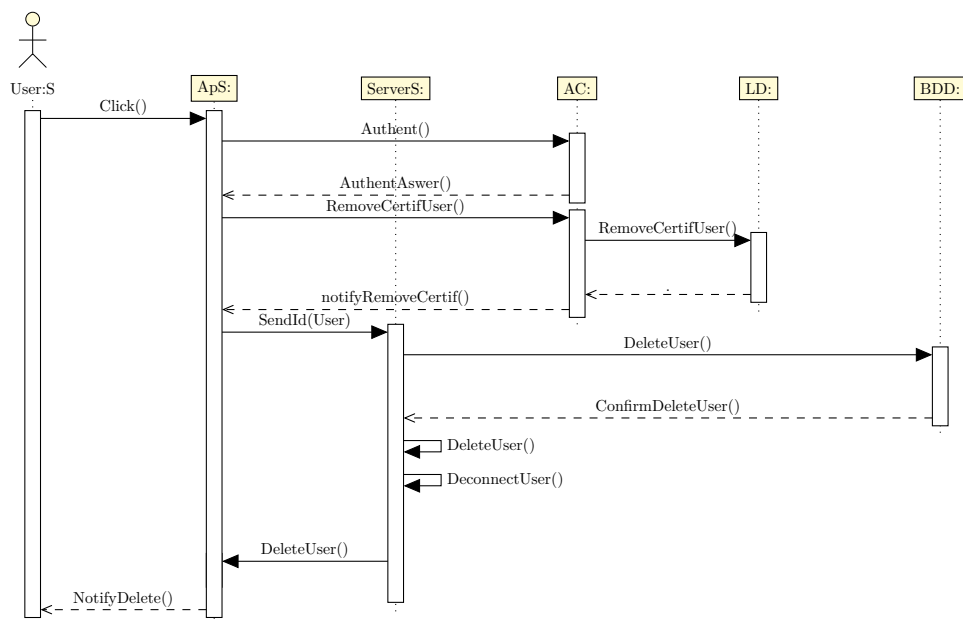 User:S
ApS:
ServerS:
AC:
LD:
BDD:
Click()
Authent()
AuthentAswer()
RemoveCertifUser()
RemoveCertifUser()
.
notifyRemoveCertif()
SendId(User)
DeleteUser()
ConfirmDeleteUser()
DeleteUser()
DeconnectUser()
DeleteUser()
NotifyDelete()